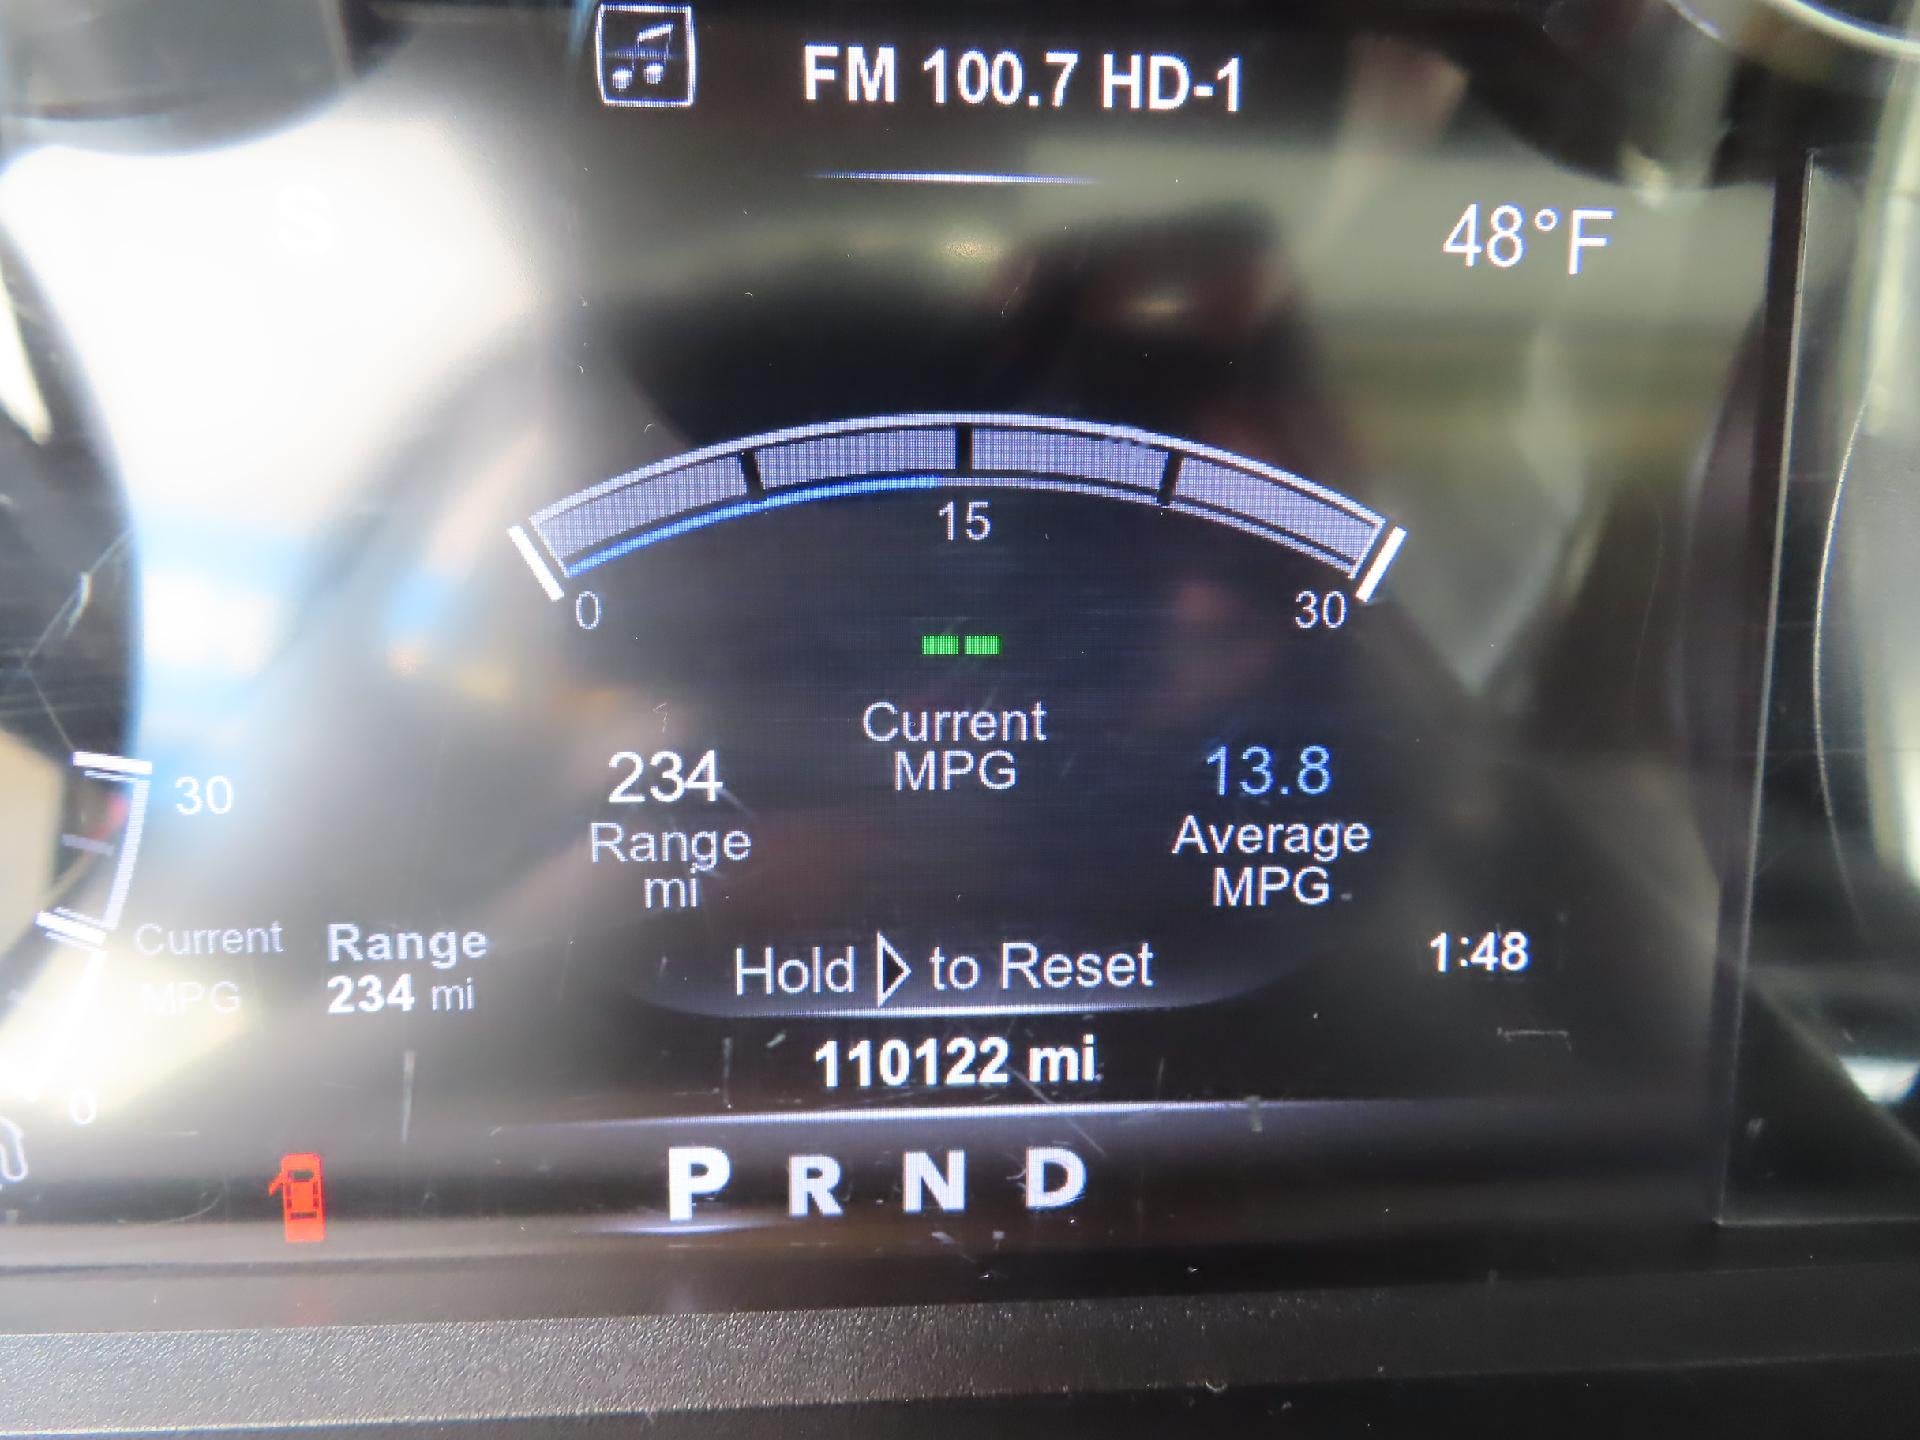 FM 100.7 HD-1
S
48°F
15
0
30
Current
MPG
234
Range
mi
13.8
Average
MPG
30
Current
MPG
Range
234 mi
0
Hold to Reset
1:48
110122 mi
P R N D